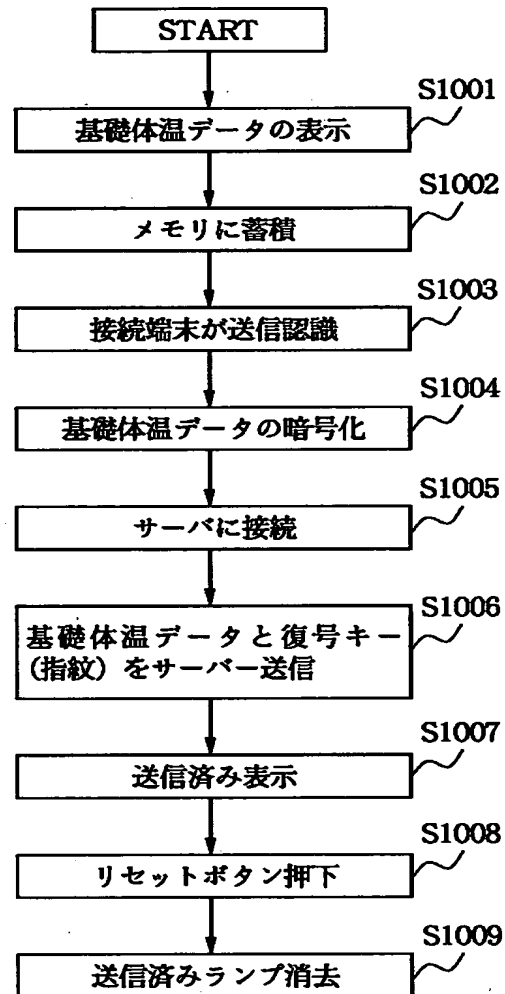 START
S1001
基礎体温データの表示
S1002
メモリに蓄積
S1003
接続端末が送信認識
S1004
基礎体温データの暗号化
S1005
サーバに接続
S1006
基礎体温データと復号キー
(指紋)をサーバー送信
S1007
送信済み表示
S1008
リセットボタン押下
S1009
送信済みランプ消去